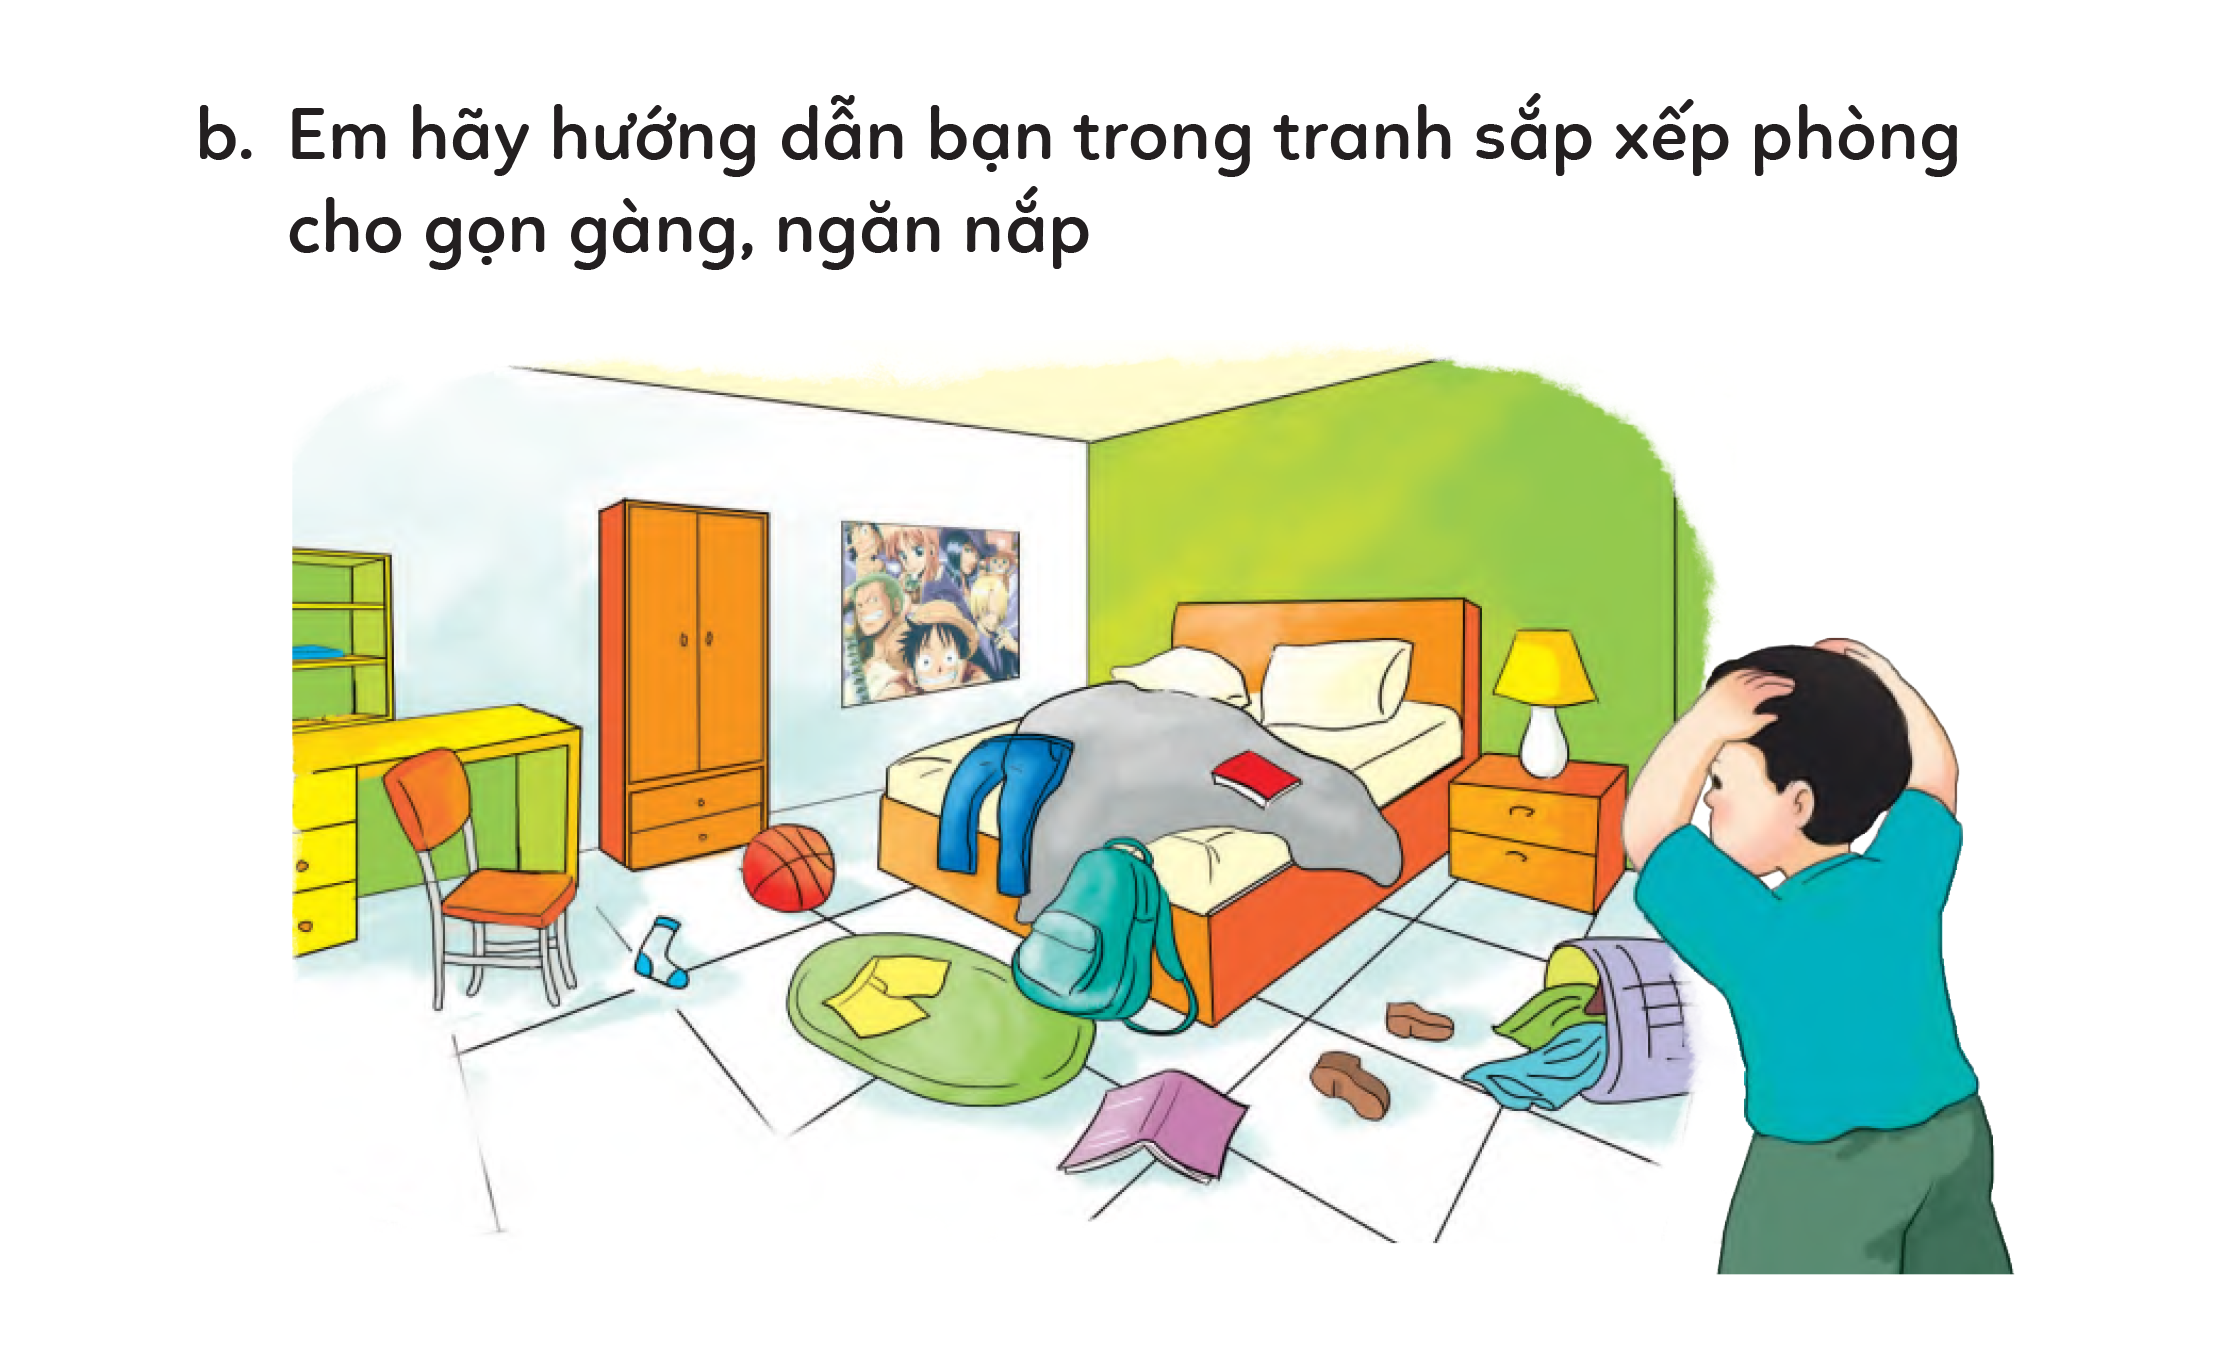 b. Em hãy hướng dẫn bạn trong tranh sắp xếp phòng
cho gọn gàng, ngăn nắp